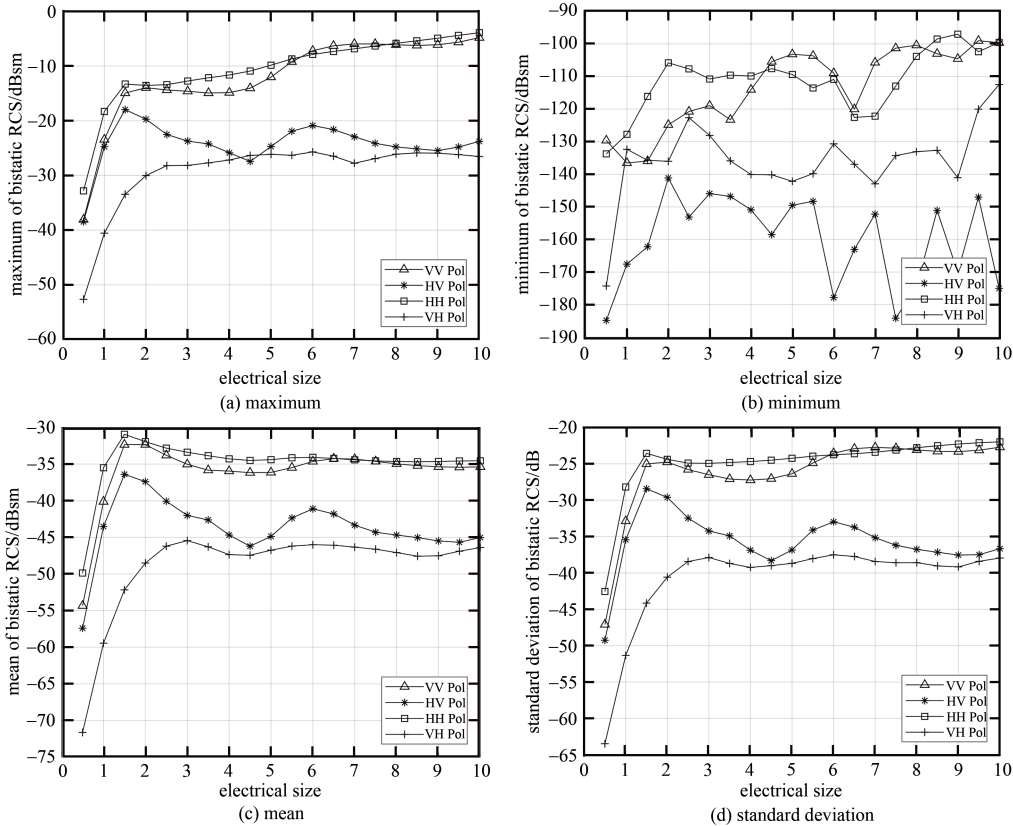 maximum of bistatic RCS/dBsm
0
−10
−20
−30
−40
−50
−60
0 1 2 3 4 5 6 7 8 9 10
VV Pol
HV Pol
HH Pol
VH Pol
electrical size
(a) maximum
minimum of bistatic RCS/dBsm
−90
−100
−110
−120
−130
−140
−150
−160
−170
−180
−190
0 1 2 3 4 5 6 7 8 9 10
VV Pol
HV Pol
HH Pol
VH Pol
electrical size
(b) minimum
mean of bistatic RCS/dBsm
−30
−35
−40
−45
−50
−55
−60
−65
−70
−75
0 1 2 3 4 5 6 7 8 9 10
VV Pol
HV Pol
HH Pol
VH Pol
electrical size
(c) mean
standard deviation of bistatic RCS/dB
−20
−25
−30
−35
−40
−45
−50
−55
−60
−65
0 1 2 3 4 5 6 7 8 9 10
VV Pol
HV Pol
HH Pol
VH Pol
electrical size
(d) standard deviation